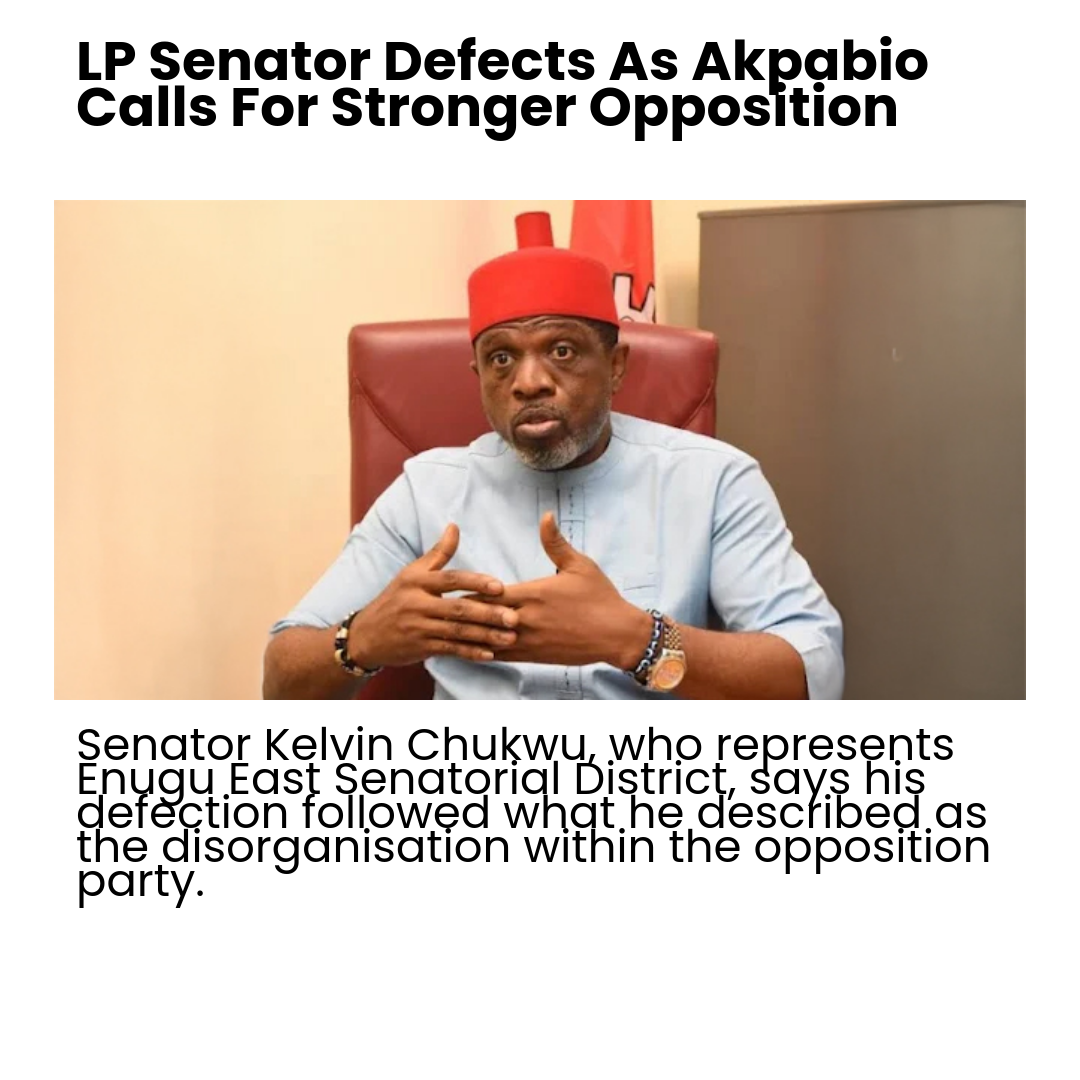 LP Senator Defects As Akpabio
Calls For Stronger Opposition
Senator Kelvin Chukwu, who represents
Enugu East Senatorial District, says his
defection followed what he described as
the disorganisation within the opposition
party.